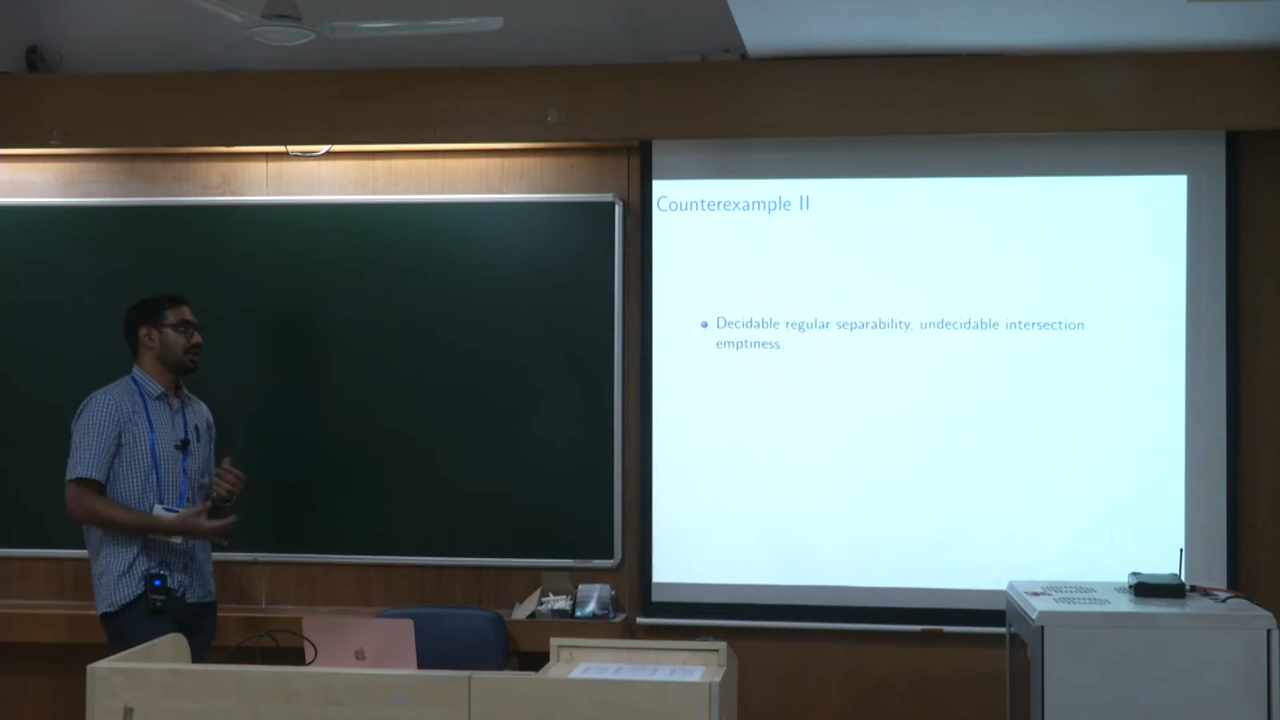 Counterexample II
Decidable regular separability, undecidable intersection
emptiness.